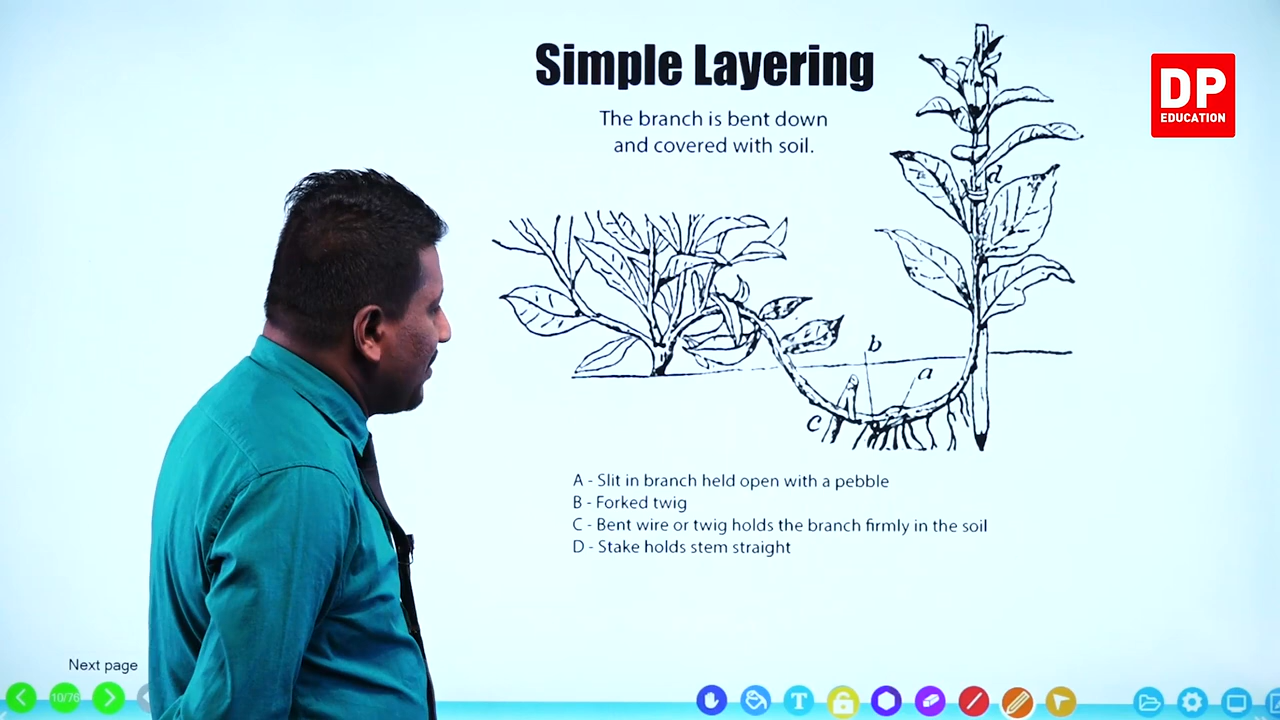 Simple Layering
The branch is bent down
and covered with soil.
DP
EDUCATION
d
b
a
c
A - Slit in branch held open with a pebble
B - Forked twig
C - Bent wire or twig holds the branch firmly in the soil
D - Stake holds stem straight
Next page
10/76
T